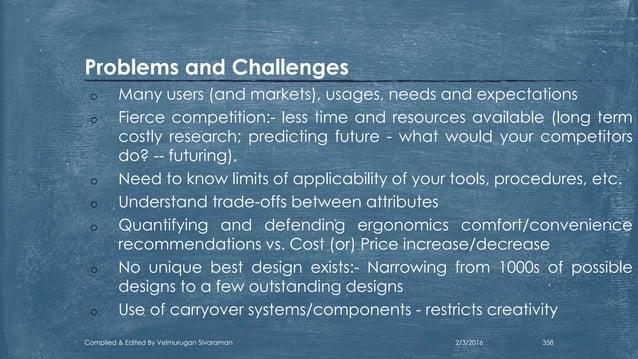 Problems and Challenges
o Many users (and markets), usages, needs and expectations
o Fierce competition:- less time and resources available (long term
costly research; predicting future - what would your competitors
do? -- futuring).
o Need to know limits of applicability of your tools, procedures, etc.
o Understand trade-offs between attributes
o Quantifying and defending ergonomics comfort/convenience
recommendations vs. Cost (or) Price increase/decrease
o No unique best design exists:- Narrowing from 1000s of possible
designs to a few outstanding designs
o Use of carryover systems/components - restricts creativity
Complied & Edited By Velmurugan Sivaraman 2/3/2016 358